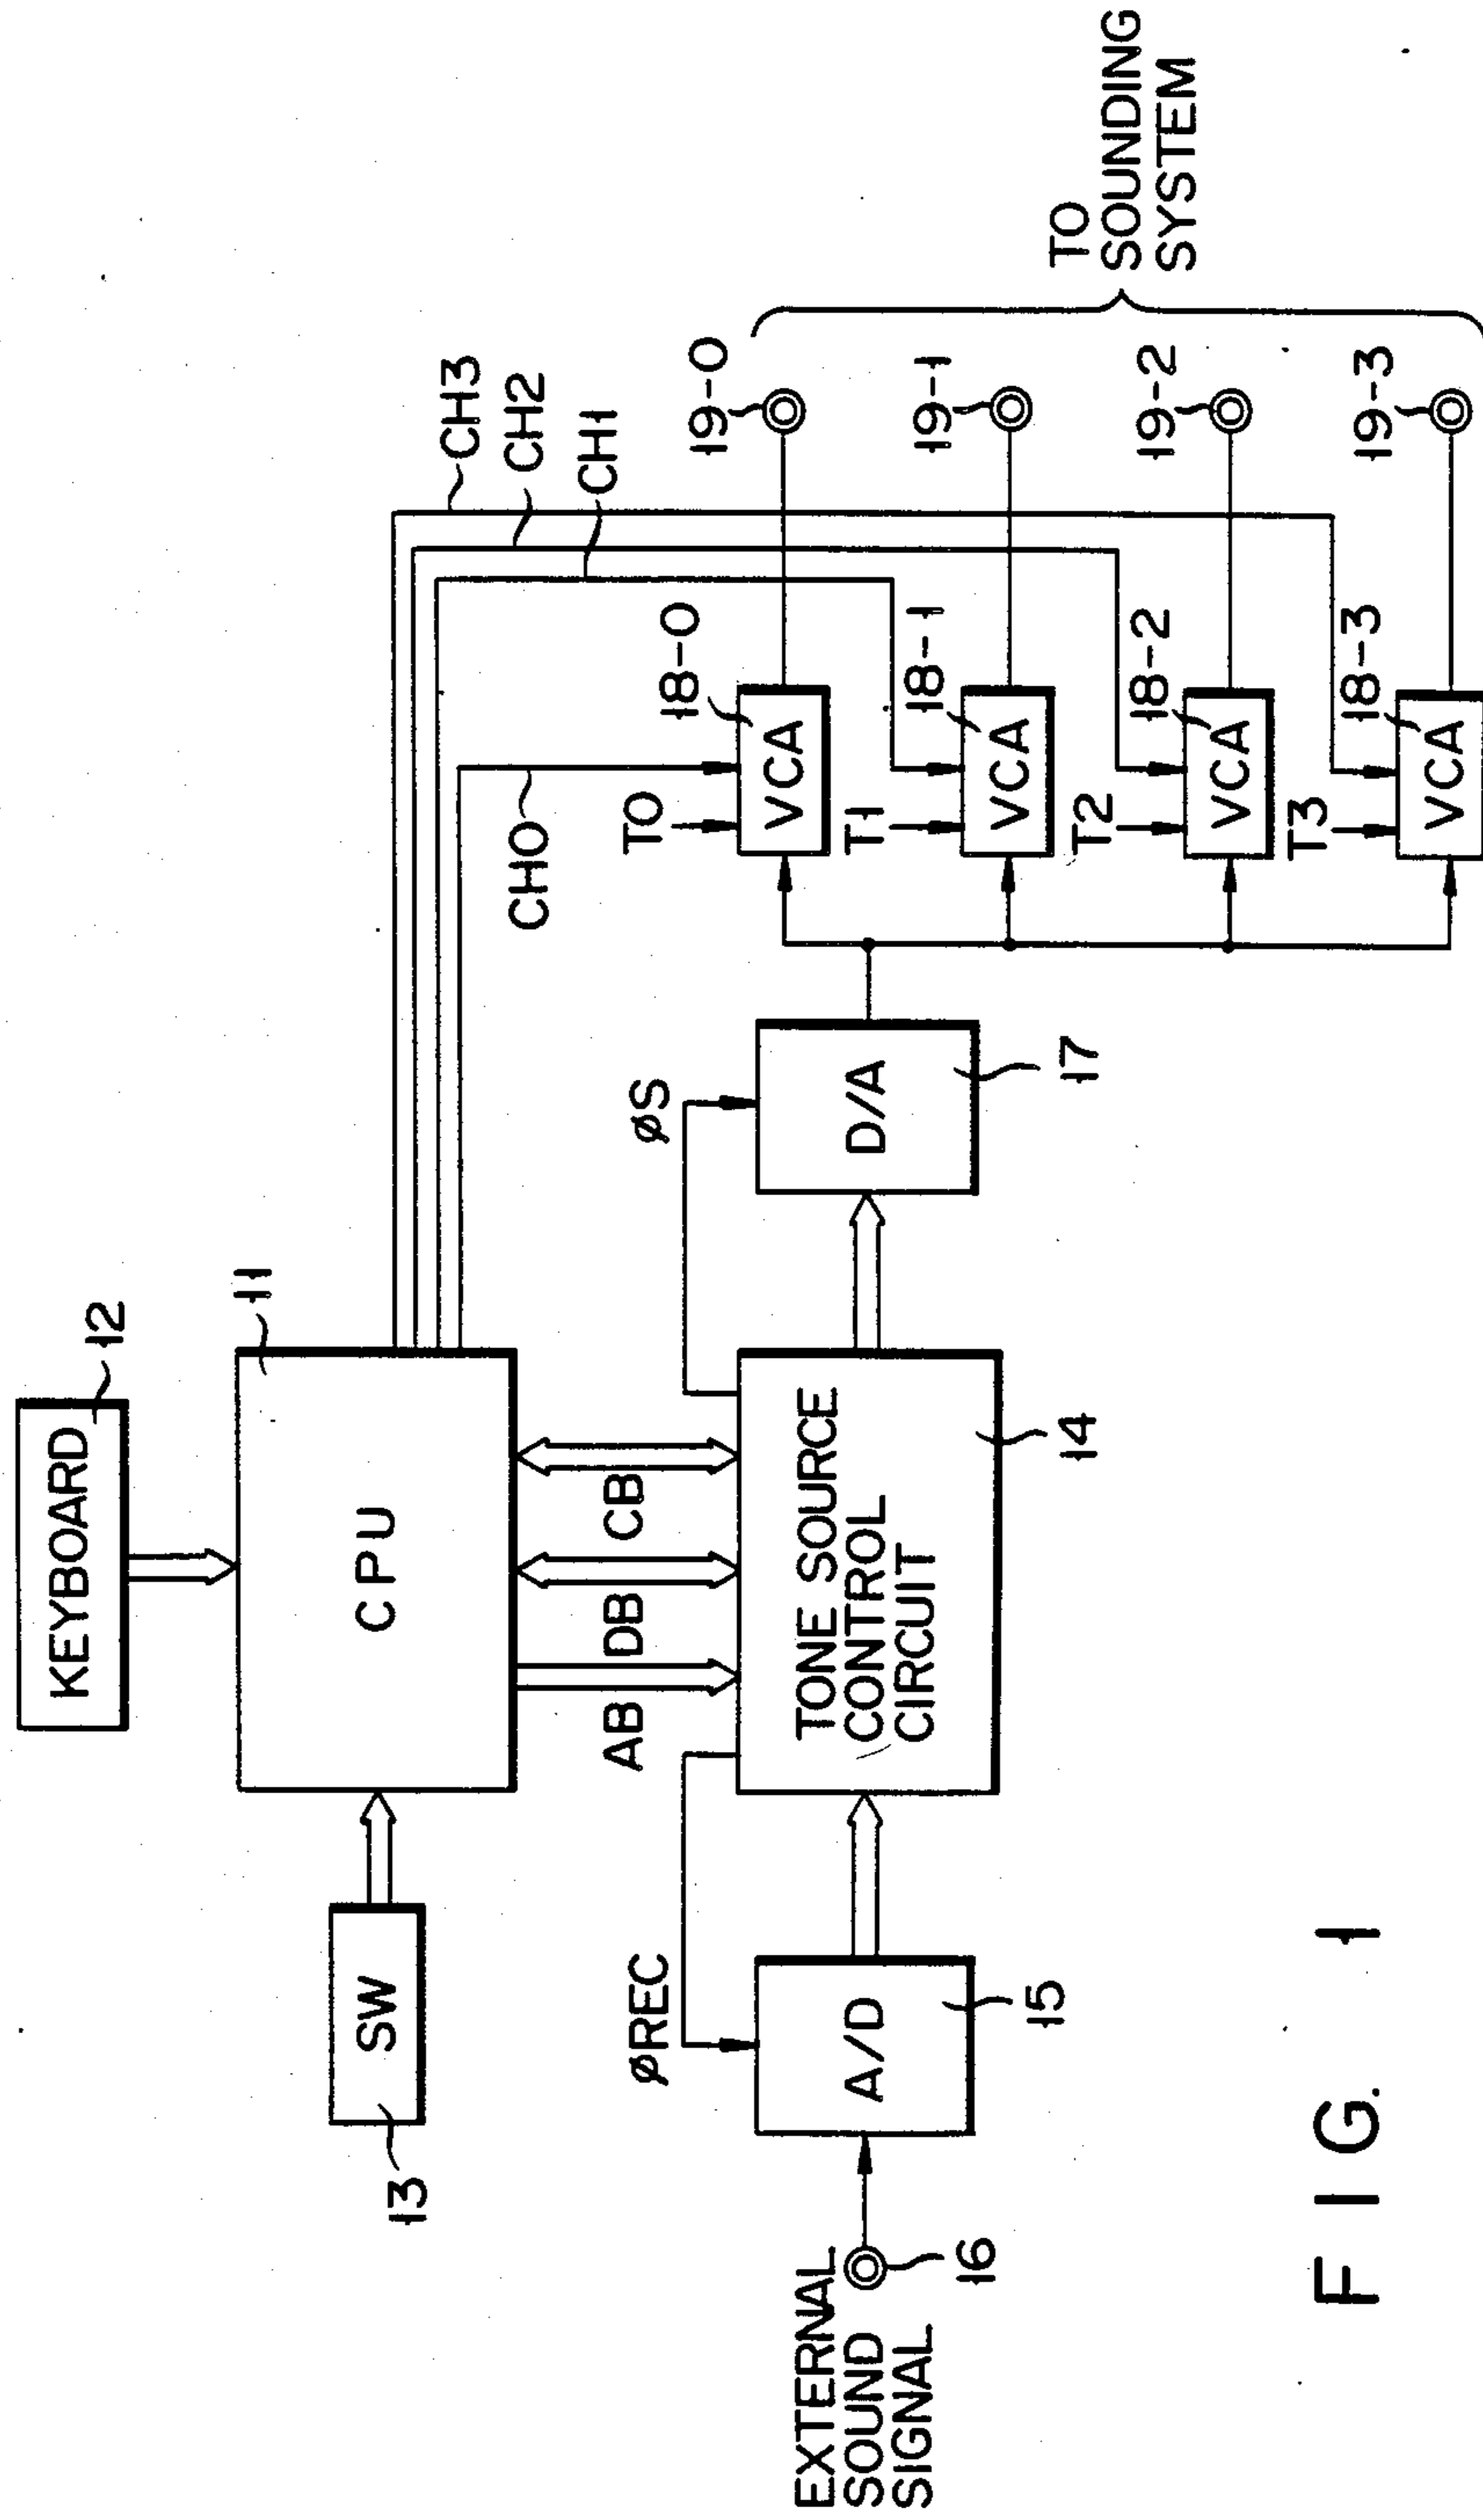 KEYBOARD
12
11
SW
13
CPU
CH3
CH2
CH1
CH0
AB
DB
CB
øREC
øS
EXTERNAL
SOUND
SIGNAL
16
A/D
15
TONE SOURCE
CONTROL
CIRCUIT
14
D/A
17
T0
18-0
VCA
19-0
T1
18-1
VCA
19-1
T2
18-2
VCA
19-2
T3
18-3
VCA
19-3
TO
SOUNDING
SYSTEM
FIG. 1